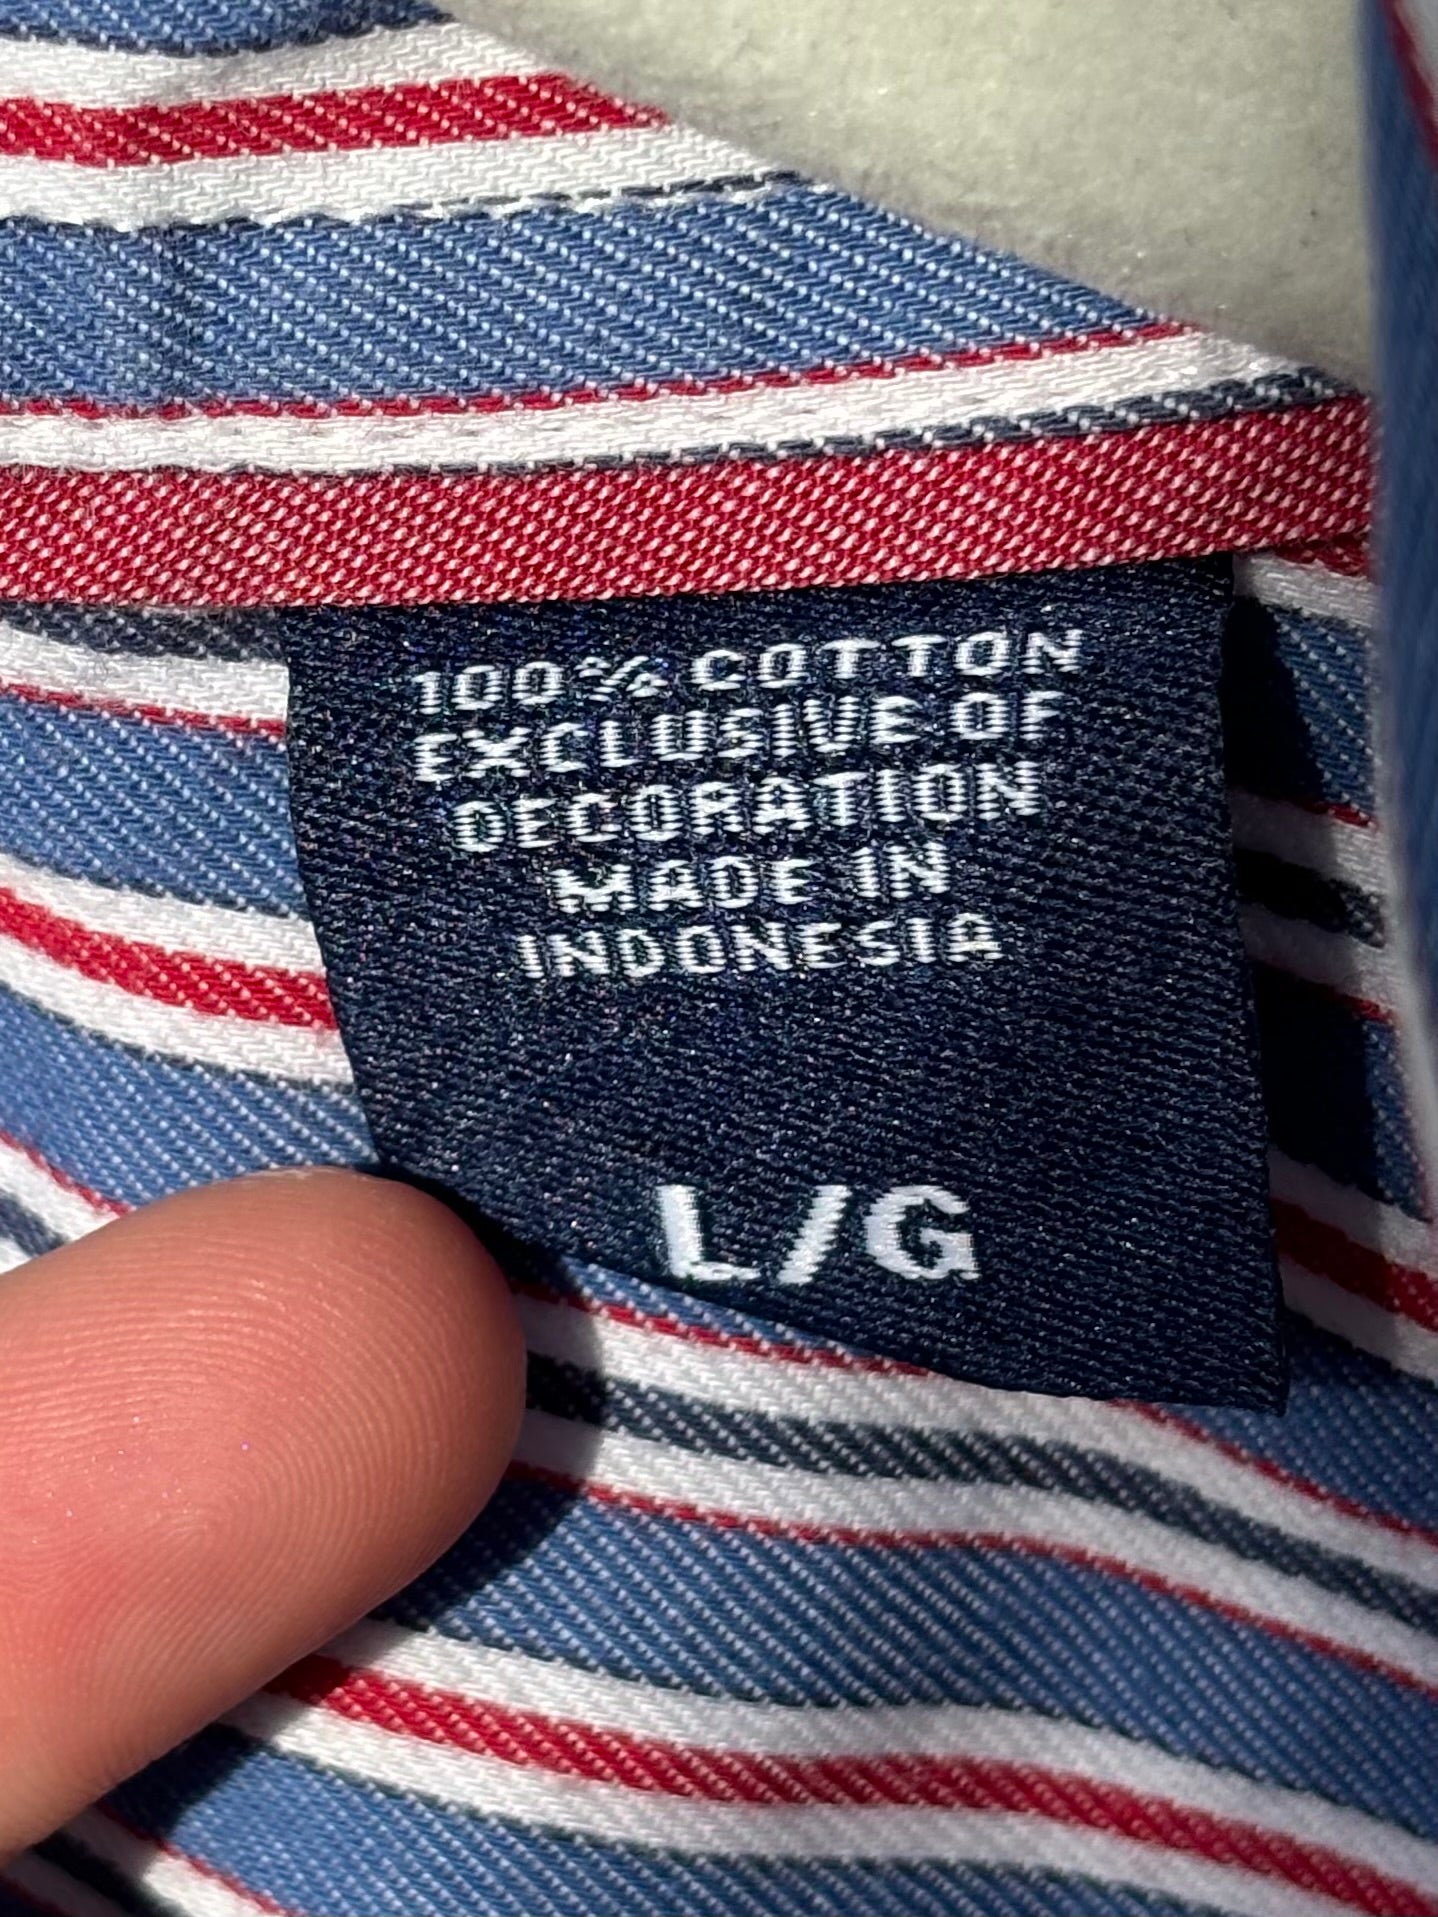 100% COTTON
EXCLUSIVE OF
DECORATION
MADE IN
INDONESIA
L/G